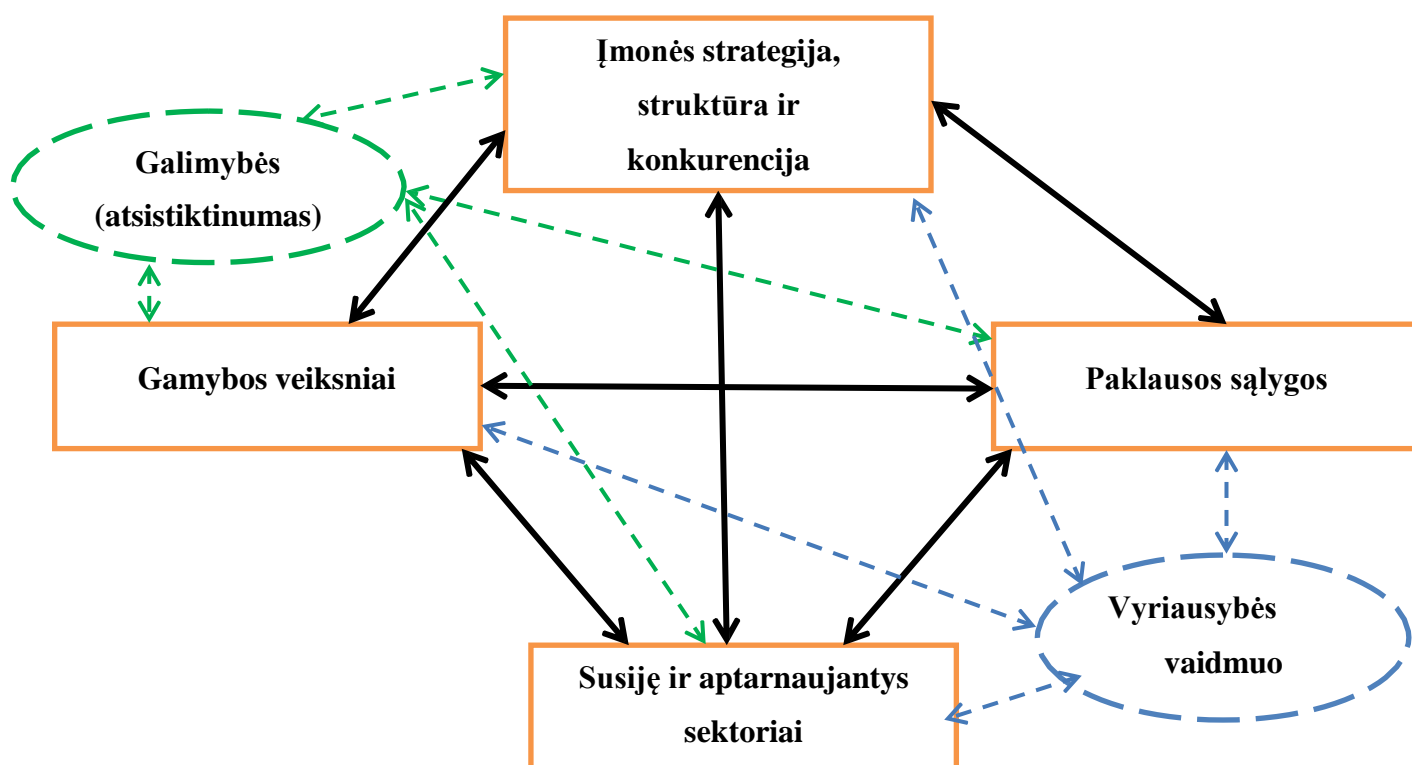 Įmonės strategija,
struktūra ir
konkurencija
Galimybės
(atsistiktinumas)
Gamybos veiksniai
Paklausos sąlygos
Vyriausybės
vaidmuo
Susiję ir aptarnaujantys
sektoriai